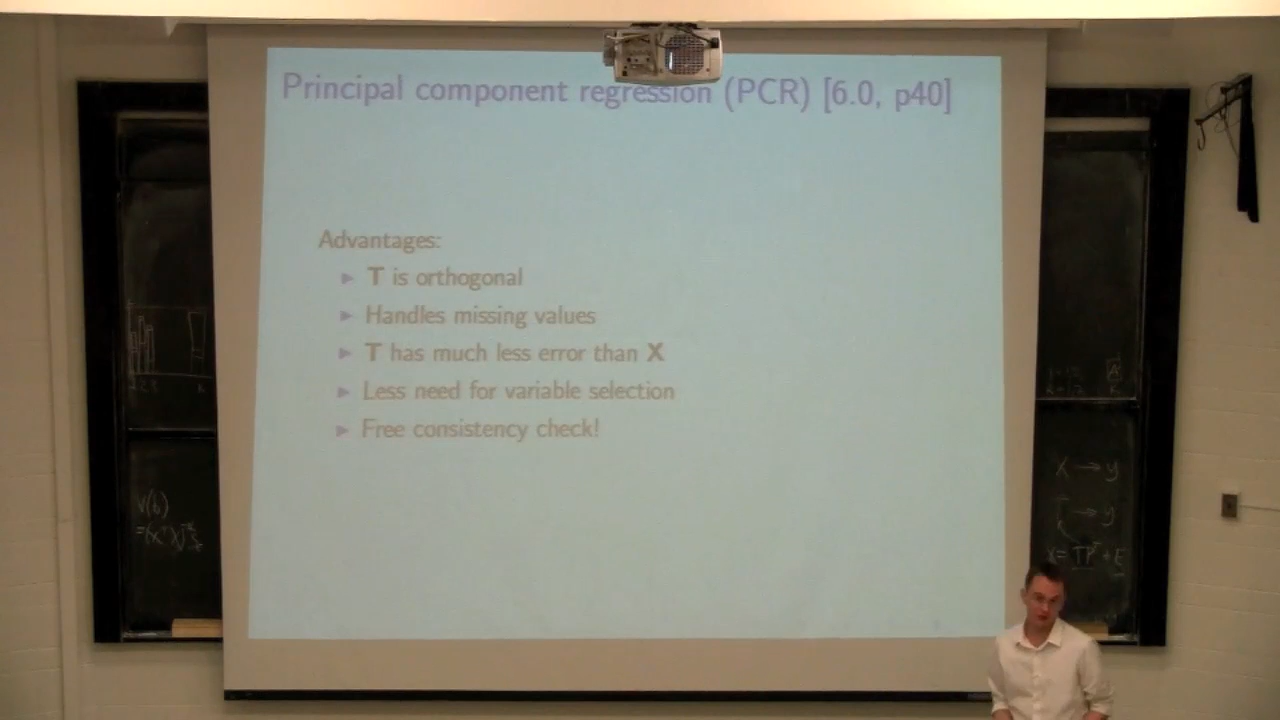 Principal component regression (PCR) [6.0, p40]
Advantages:
T is orthogonal
Handles missing values
T has much less error than X
Less need for variable selection
Free consistency check!
V(b)
X → y
T → y
X = TPᵀ + E